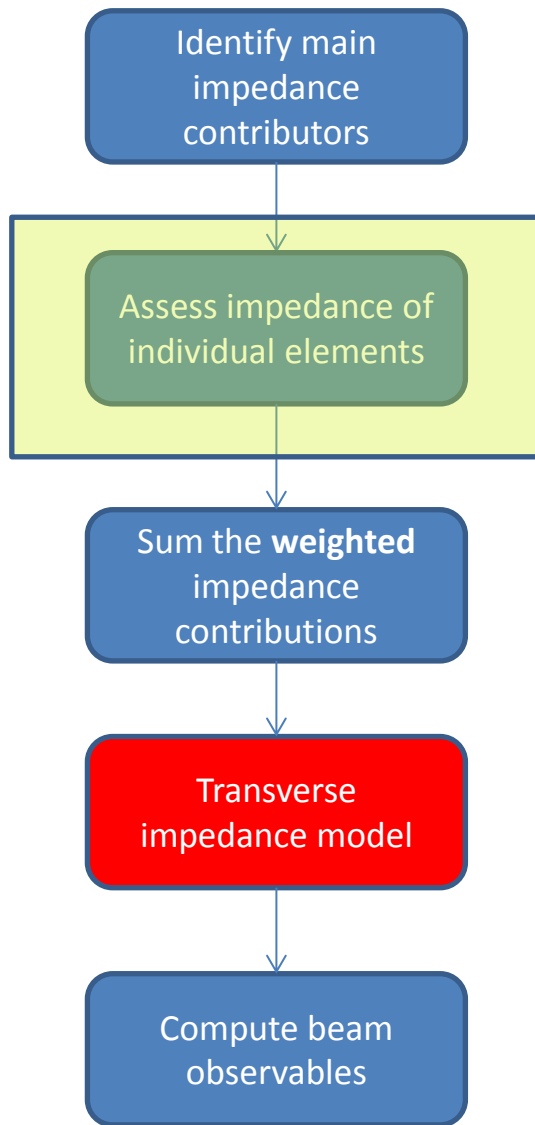 Identify main
impedance
contributors
Assess impedance of
individual elements
Sum the weighted
impedance
contributions
Transverse
impedance model
Compute beam
observables